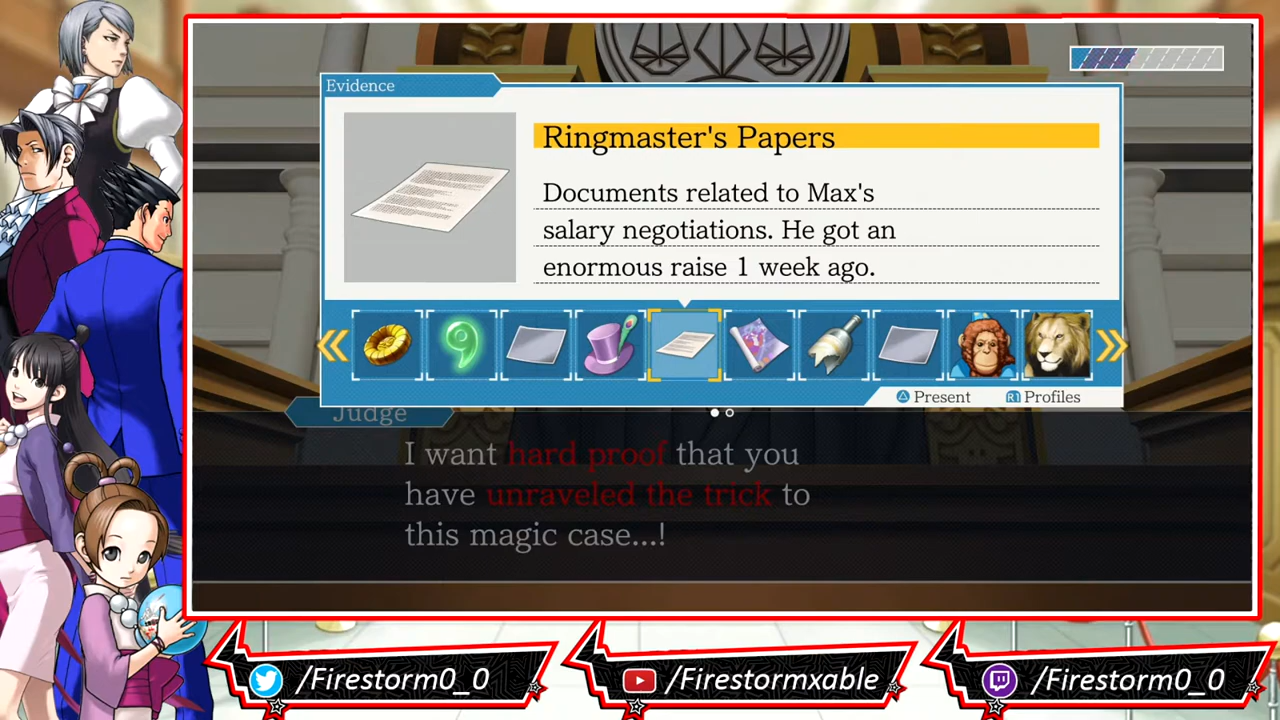 Evidence
Ringmaster's Papers
Documents related to Max's
salary negotiations. He got an
enormous raise 1 week ago.
Present
R1 Profiles
Judge
I want hard proof that you
have unraveled the trick to
this magic case...!
/Firestorm0_0
/Firestormxable
/Firestorm0_0